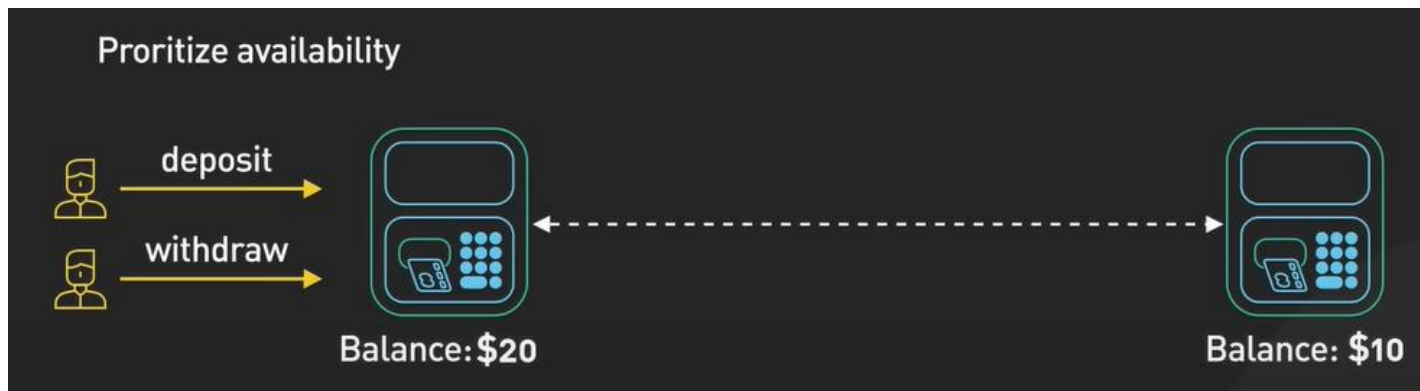 Proritize availability
deposit
withdraw
Balance: $20
Balance: $10